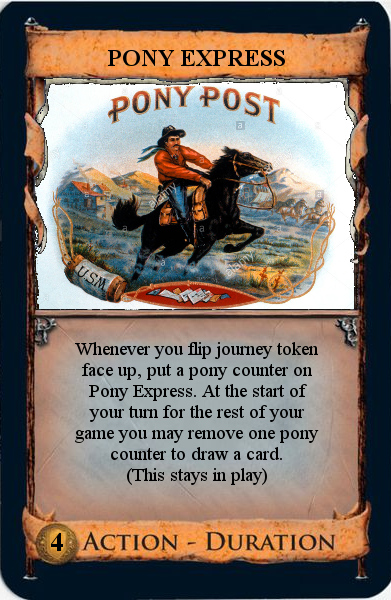 PONY EXPRESS
PONY POST
USM
Whenever you flip journey token
face up, put a pony counter on
Pony Express. At the start of
your turn for the rest of your
game you may remove one pony
counter to draw a card.
(This stays in play)
4 ACTION - DURATION